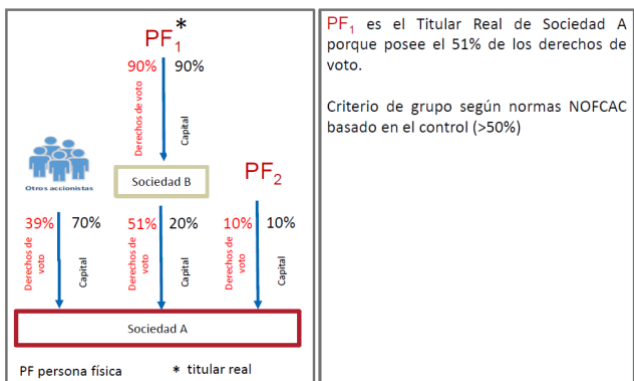 PF1*
90% 90%
Derechos de voto
Capital
Otros accionistas
Sociedad B
PF2
39% 70%
Derechos de voto
Capital
51% 20%
Derechos de voto
Capital
10% 10%
Derechos de voto
Capital
Sociedad A
PF persona física
* titular real
PF1 es el Titular Real de Sociedad A
porque posee el 51% de los derechos de
voto.
Criterio de grupo según normas NOFCAC
basado en el control (>50%)